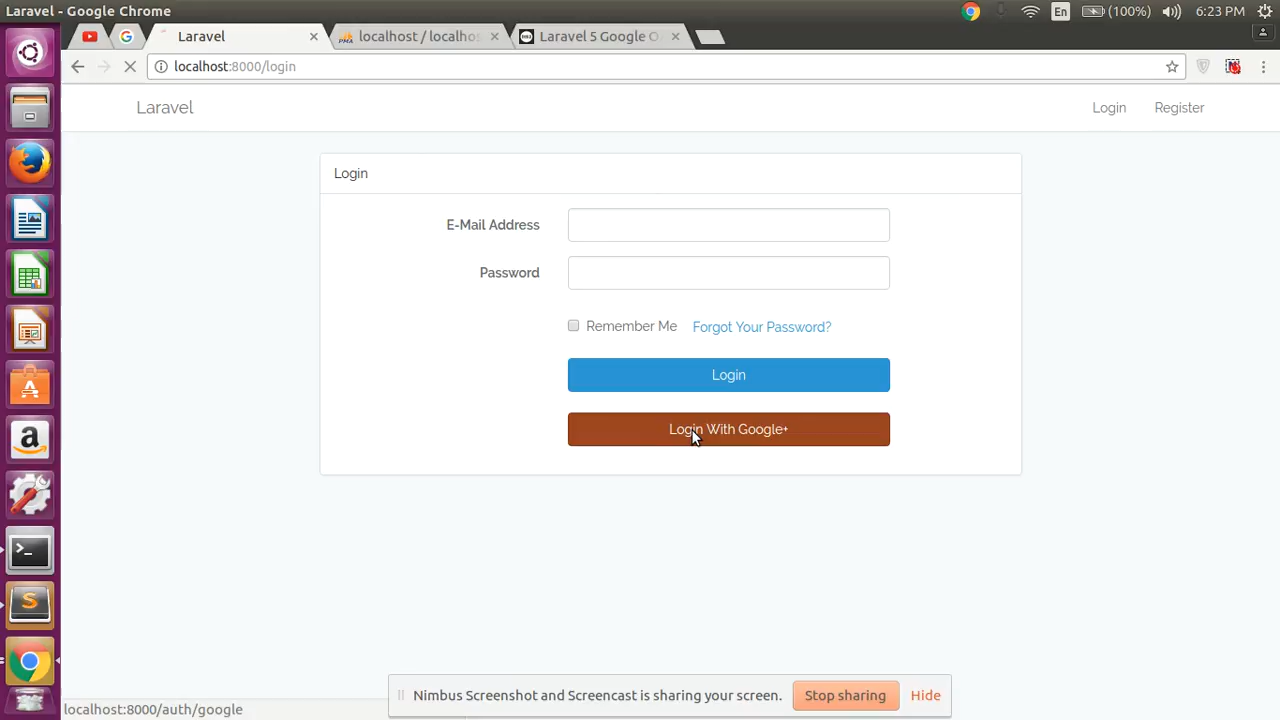 Laravel - Google Chrome
En
(100%)
6:23 PM
Laravel
localhost / localhos
Laravel 5 Google O
localhost:8000/login
Laravel
Login
Register
Login
E-Mail Address
Password
Remember Me
Forgot Your Password?
Login
Login With Google+
Nimbus Screenshot and Screencast is sharing your screen.
Stop sharing
Hide
localhost:8000/auth/google